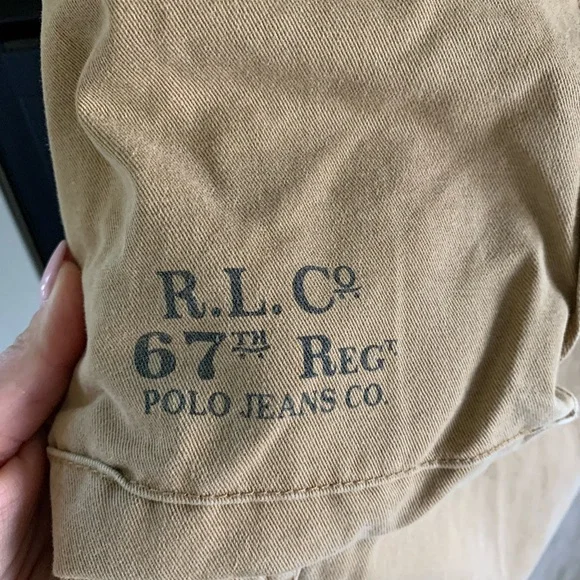 R.L.Cº
67TH REGT
POLO JEANS CO.